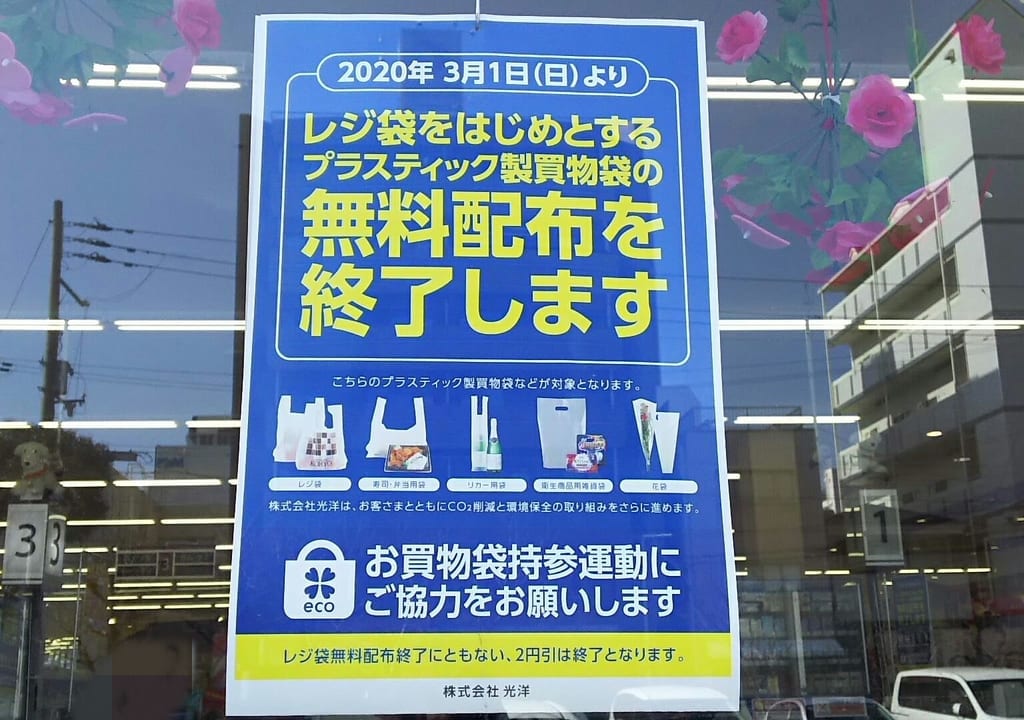 2020年 3月1日(日)より
レジ袋をはじめとする
プラスティック製買物袋の
無料配布を
終了します
こちらのプラスティック製買物袋などが対象となります。
KOHYO
レジ袋
寿司・弁当用袋
リカー用袋
衛生商品用雑貨袋
花袋
株式会社光洋は、お客さまとともにCO₂削減と環境保全の取り組みをさらに進めます。
eco
お買物袋持参運動に
ご協力をお願いします
レジ袋無料配布終了にともない、2円引は終了となります。
株式会社 光洋
3
3
1